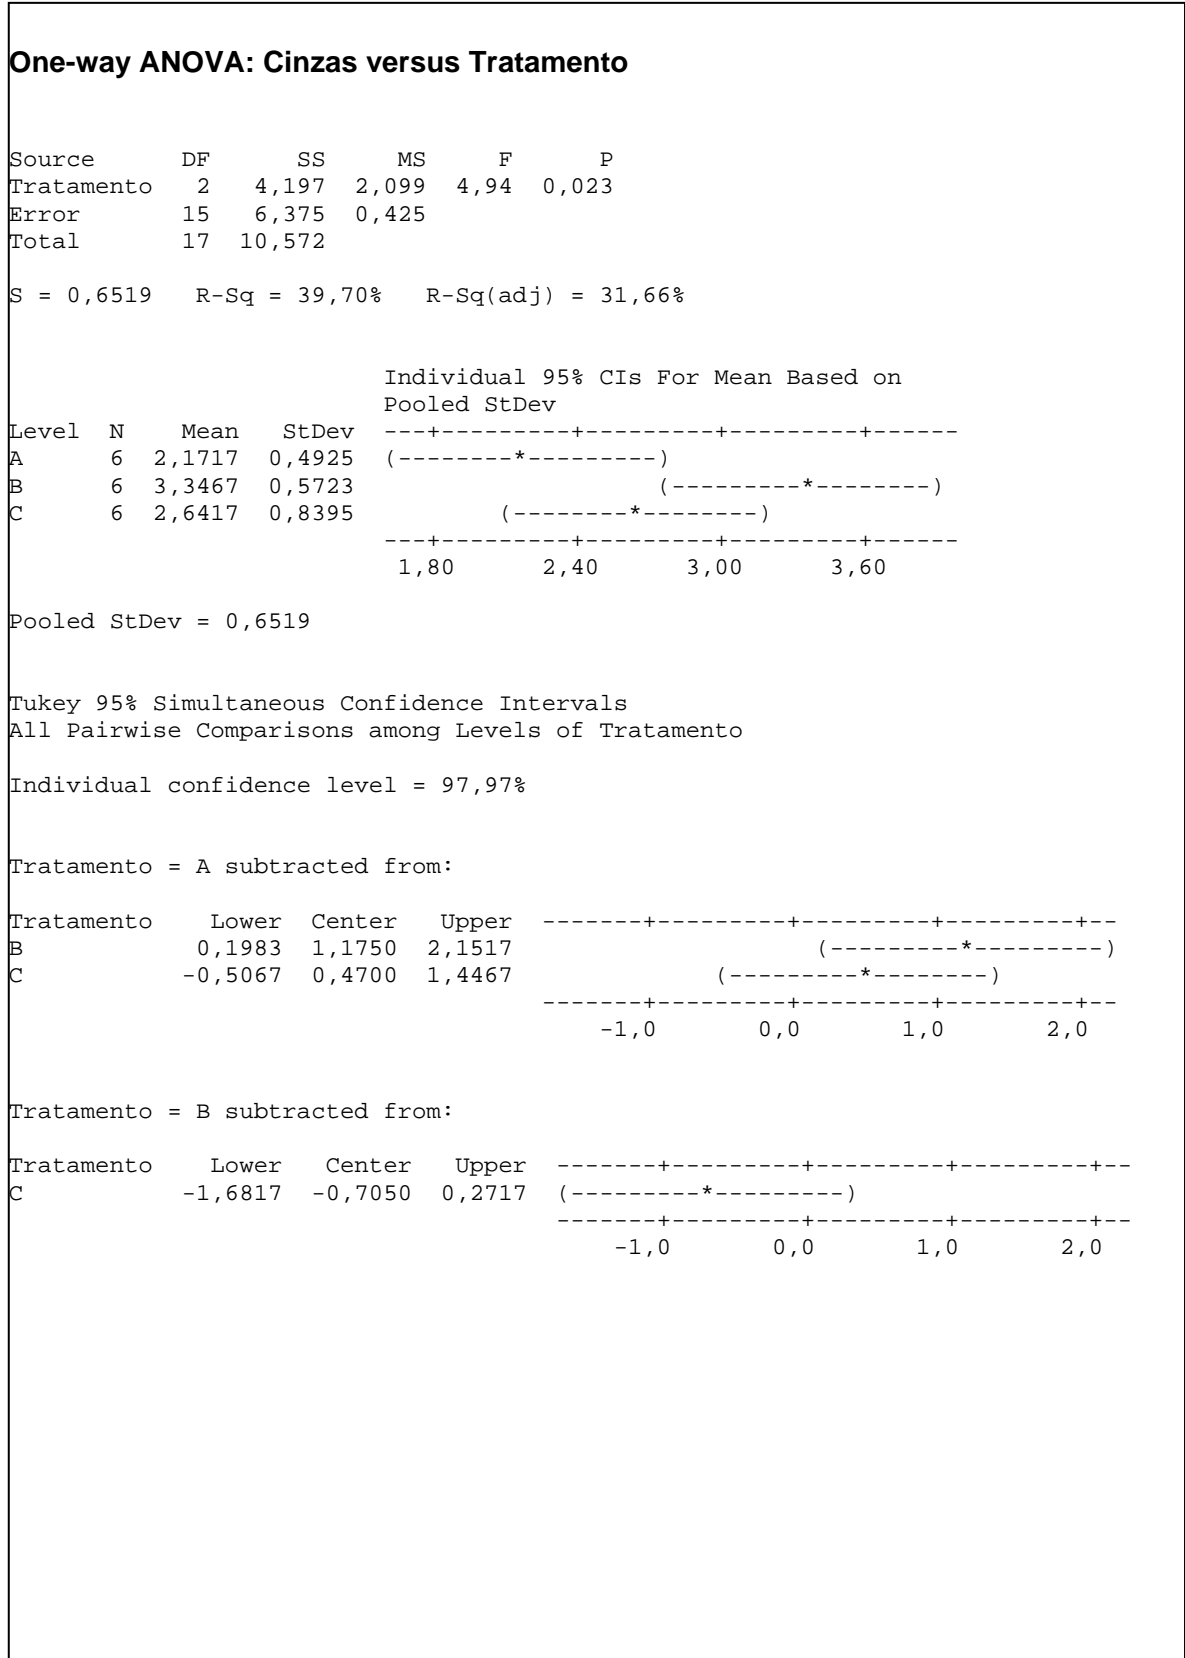 One-way ANOVA: Cinzas versus Tratamento
Source      DF      SS     MS     F      P
Tratamento   2   4,197  2,099  4,94  0,023
Error       15   6,375  0,425
Total       17  10,572
S = 0,6519   R-Sq = 39,70%   R-Sq(adj) = 31,66%
                          Individual 95% CIs For Mean Based on
                          Pooled StDev
Level  N    Mean   StDev  ---+---------+---------+---------+------
A      6  2,1717  0,4925  (--------*---------)
B      6  3,3467  0,5723                     (---------*--------)
C      6  2,6417  0,8395          (--------*--------)
                          ---+---------+---------+---------+------
                           1,80      2,40      3,00      3,60
Pooled StDev = 0,6519
Tukey 95% Simultaneous Confidence Intervals
All Pairwise Comparisons among Levels of Tratamento
Individual confidence level = 97,97%
Tratamento = A subtracted from:
Tratamento    Lower  Center   Upper  -------+---------+---------+---------+--
B            0,1983  1,1750  2,1517                     (---------*---------)
C           -0,5067  0,4700  1,4467              (---------*--------)
                                     -------+---------+---------+---------+--
                                         -1,0       0,0       1,0       2,0
Tratamento = B subtracted from:
Tratamento    Lower   Center   Upper  -------+---------+---------+---------+--
C           -1,6817  -0,7050  0,2717  (---------*---------)
                                      -------+---------+---------+---------+--
                                          -1,0       0,0       1,0       2,0